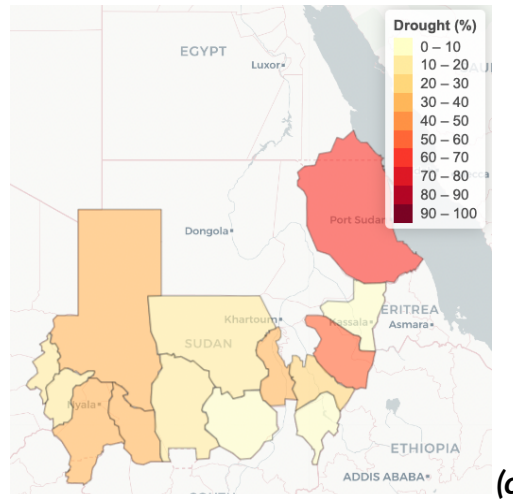 Drought (%)
0 – 10
10 – 20
20 – 30
30 – 40
40 – 50
50 – 60
60 – 70
70 – 80
80 – 90
90 – 100
EGYPT
Luxor
Port Sudan
Dongola
ERITREA
Khartoum
Kassala
Asmara
SUDAN
Nyala
ETHIOPIA
ADDIS ABABA
(c